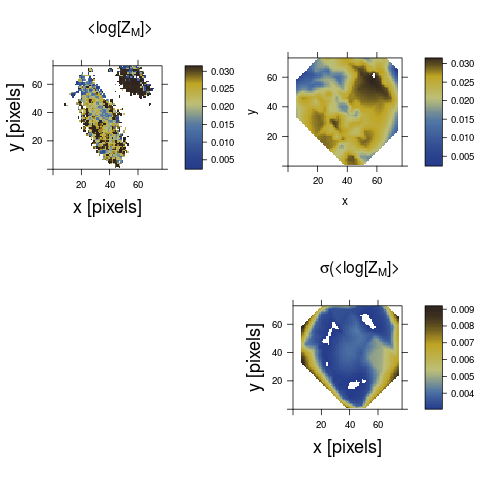 <log[Z_M]>
0.030
0.025
0.020
0.015
0.010
0.005
60
40
20
20 40 60
y [pixels]
x [pixels]
0.030
0.025
0.020
0.015
0.010
0.005
60
40
20
20 40 60
y
x
σ(<log[Z_M]>
0.009
0.008
0.007
0.006
0.005
0.004
60
40
20
20 40 60
y [pixels]
x [pixels]